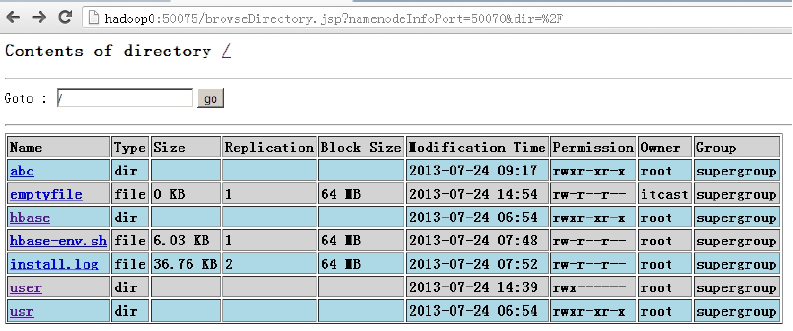 hadoop0:50075/browseDirectory.jsp?namenodeInfoPort=50070&dir=%2F
Contents of directory /
Goto : / go
Name Type Size Replication Block Size Modification Time Permission Owner Group
abc dir 2013-07-24 09:17 rwxr-xr-x root supergroup
emptyfile file 0 KB 1 64 MB 2013-07-24 14:54 rw-r--r-- itcast supergroup
hbase dir 2013-07-24 06:54 rwxr-xr-x root supergroup
hbase-env.sh file 6.03 KB 1 64 MB 2013-07-24 07:48 rw-r--r-- root supergroup
install.log file 36.76 KB 2 64 MB 2013-07-24 07:52 rw-r--r-- root supergroup
user dir 2013-07-24 14:39 rwx------ root supergroup
usr dir 2013-07-24 06:54 rwxr-xr-x root supergroup